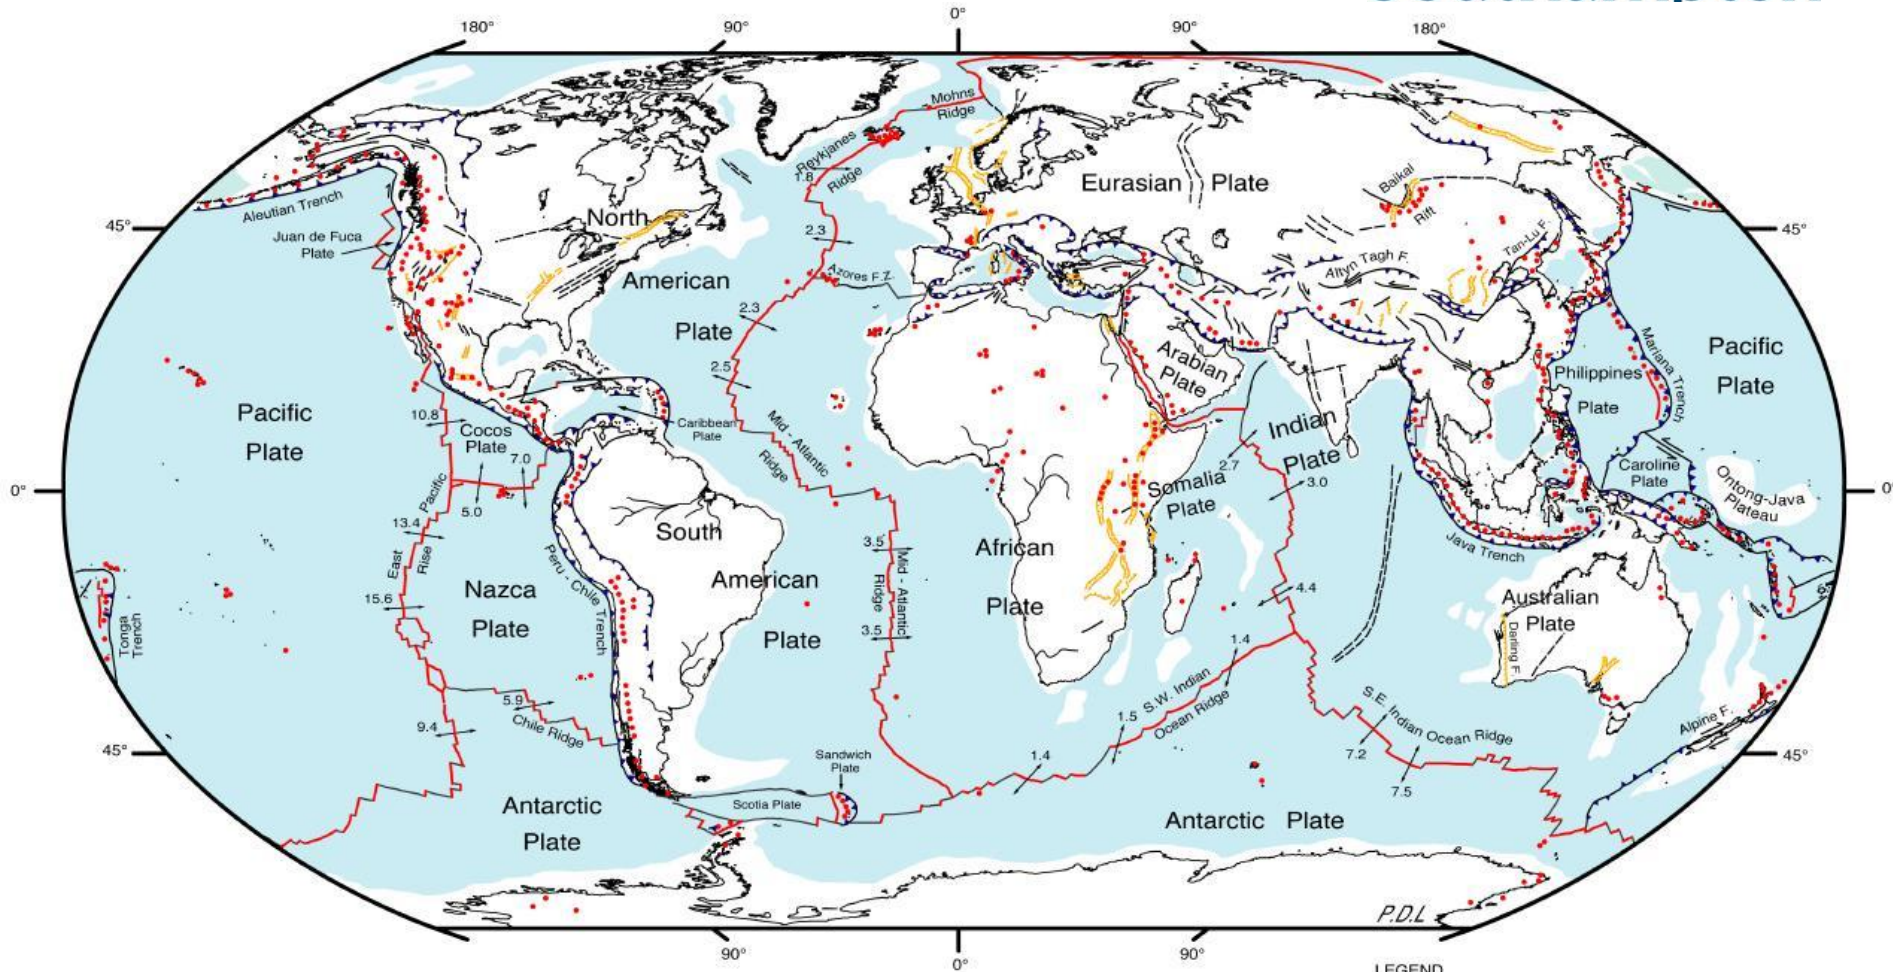 180°
90°
0°
90°
180°
Mohns
Ridge
Reykjanes
Ridge
1.8
Eurasian
Plate
Baikal
Rift
Aleutian Trench
North
45°
45°
Juan de Fuca
Plate
2.3
Tan-Lu F.
Altyn Tagh F.
American
Azores F.Z.
2.3
Plate
Mariana Trench
Pacific
Plate
Arabian
Plate
2.5
Philippines
Plate
Pacific
Plate
10.8
Cocos
Plate
Caribbean
Plate
Mid - Atlantic
Ridge
Indian
Plate
7.0
2.7
3.0
Somalia
Plate
Caroline
Plate
Ontong-Java
Plateau
0°
0°
5.0
East
Pacific
Rise
13.4
South
American
Plate
3.5
Mid - Atlantic
Ridge
African
Plate
Java Trench
Peru - Chile Trench
Nazca
Plate
15.6
4.4
Australian
Plate
Darling F.
Tonga
Trench
3.5
1.4
5.9
Chile Ridge
S.W. Indian
Ocean Ridge
1.5
S.E. Indian Ocean Ridge
Alpine F.
9.4
45°
45°
7.2
7.5
1.4
Sandwich
Plate
Scotia Plate
Antarctic
Plate
Antarctic Plate
P.D.L
90°
0°
90°
LEGEND